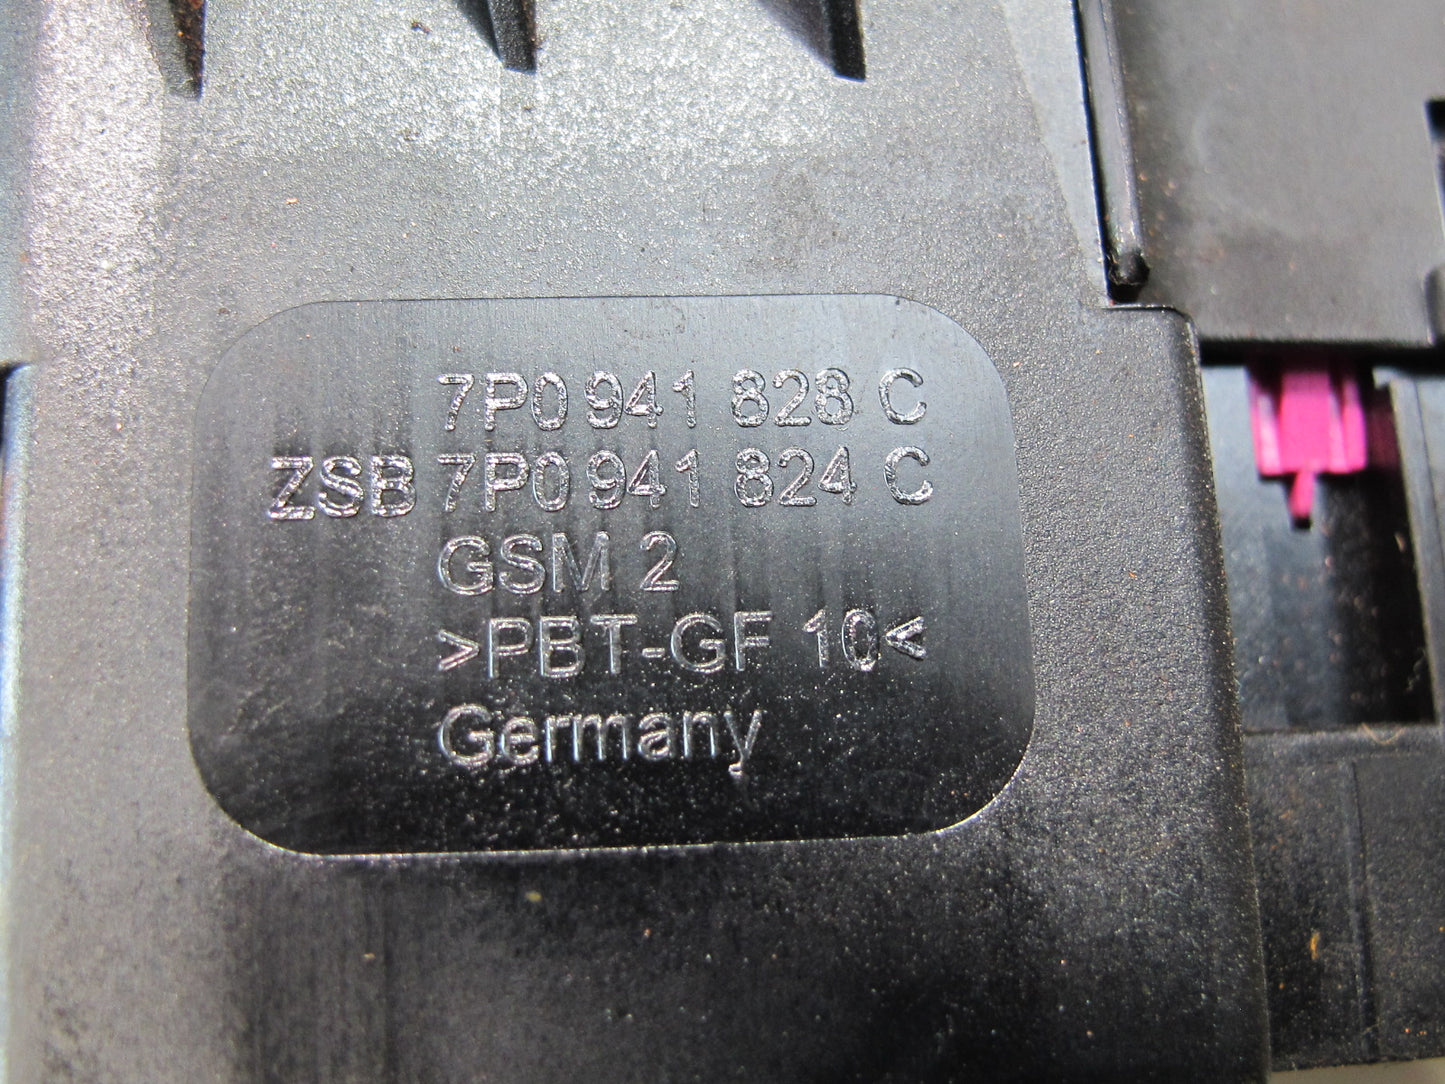 7P0 941 828 C
ZSB 7P0 941 824 C
GSM 2
>PBT-GF 10<
Germany